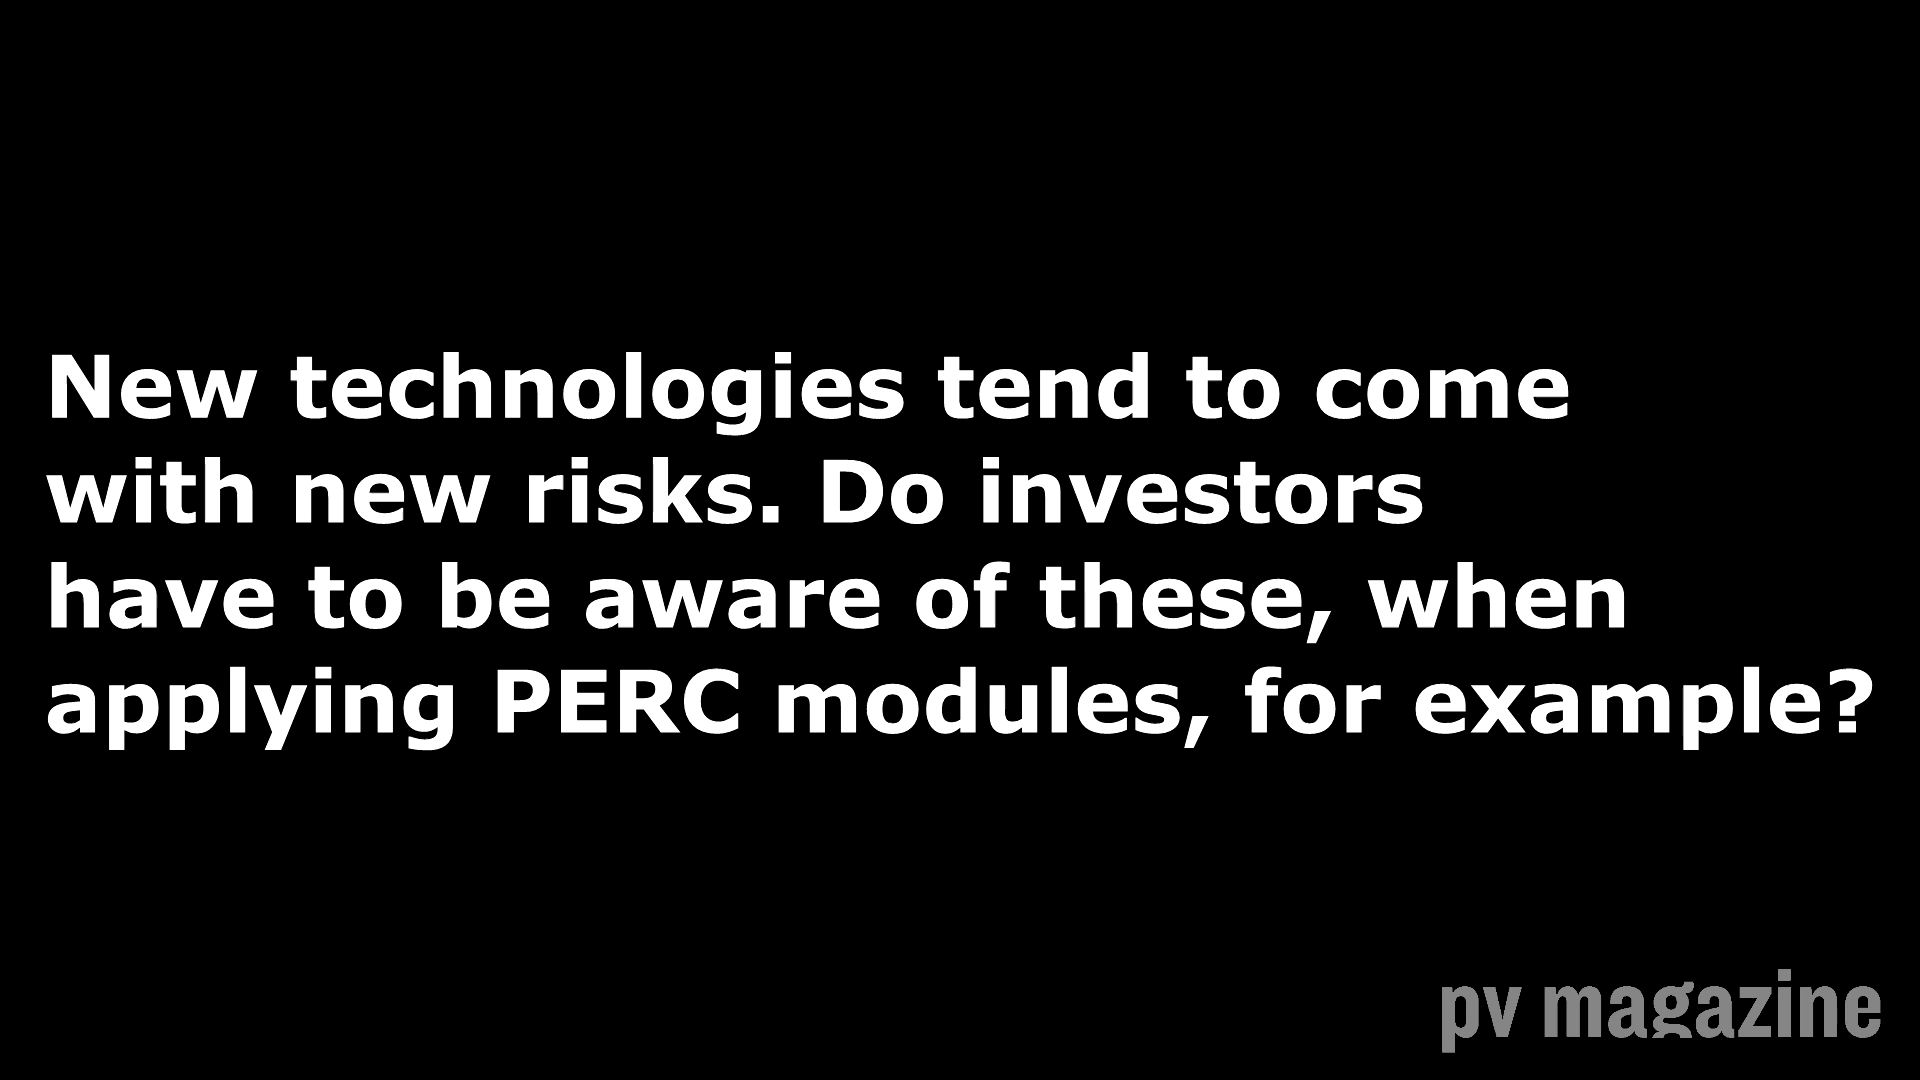 New technologies tend to come
with new risks. Do investors
have to be aware of these, when
applying PERC modules, for example?
pv magazine